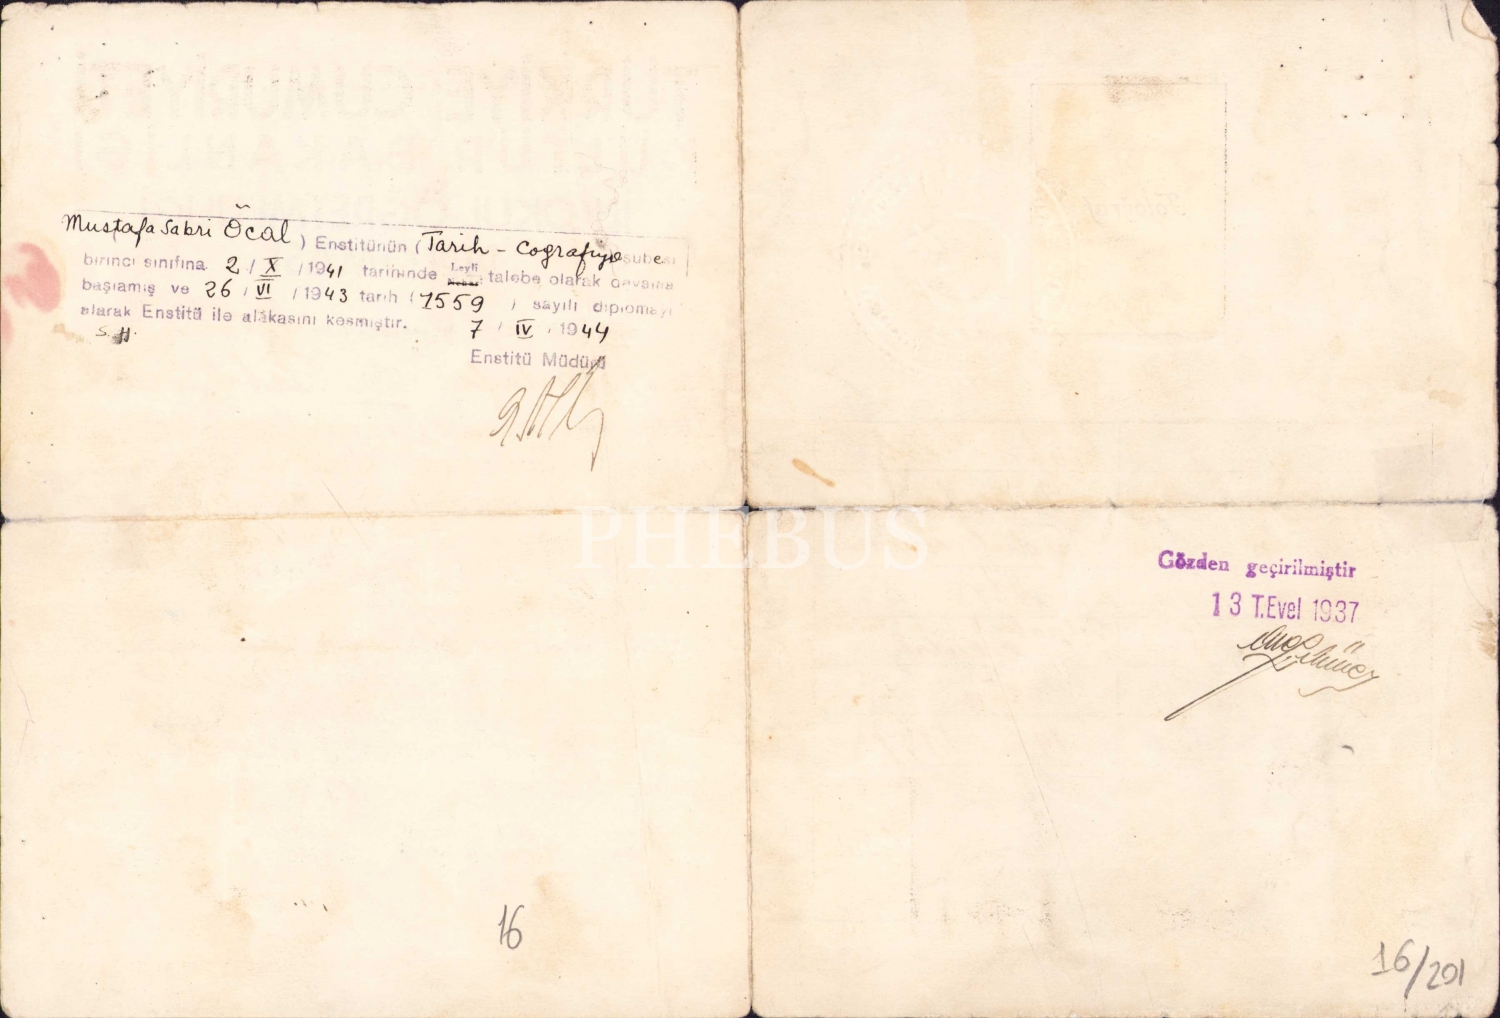 Mustafa Sabri Öcal ) Enstitünün ( Tarih - Coğrafya şubesi
birinci sınıfına 2 / X / 1941 tarihinde Leyli talebe olarak devama
başlamış ve 26 / VI / 1943 tarih ( 1559 ) sayılı diplomayı
alarak Enstitü ile alâkasını kesmiştir.
S.H. 7 / IV / 1944
Enstitü Müdürü
PHEBUS
Gözden geçirilmiştir
13 T.Evel 1937
16
16/201